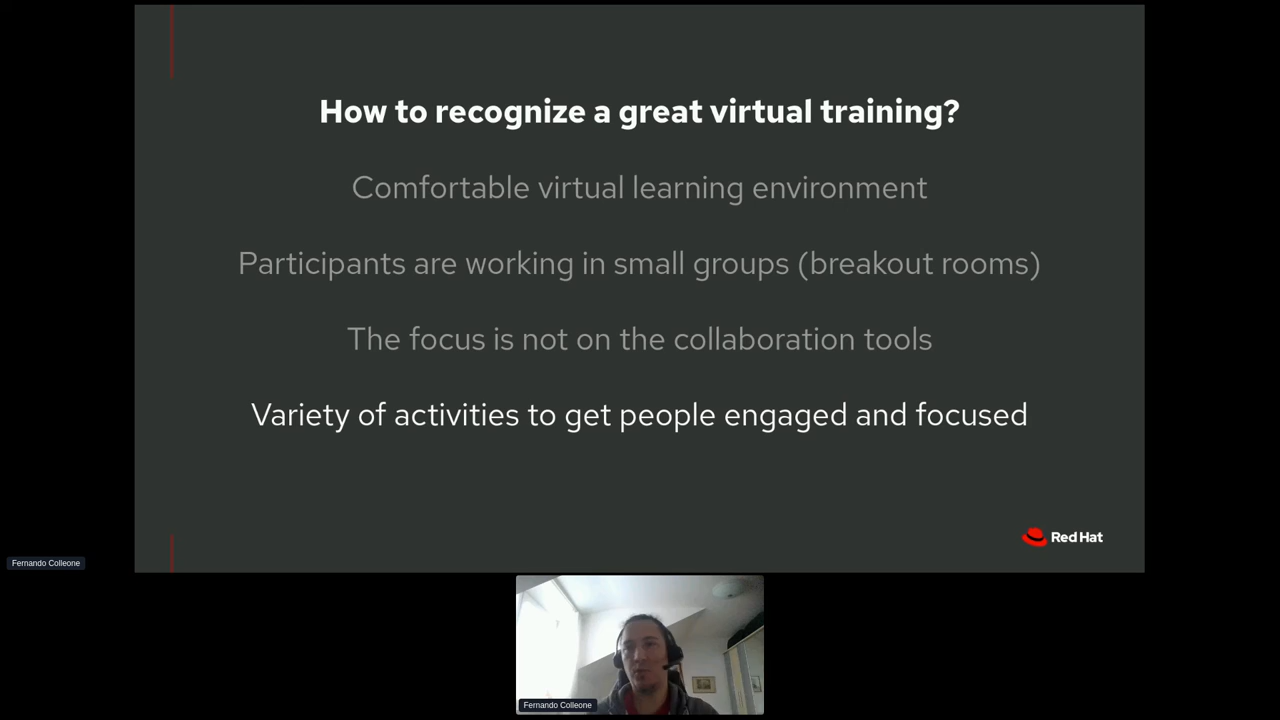 How to recognize a great virtual training?
Comfortable virtual learning environment
Participants are working in small groups (breakout rooms)
The focus is not on the collaboration tools
Variety of activities to get people engaged and focused
Red Hat
Fernando Colleone
Fernando Colleone